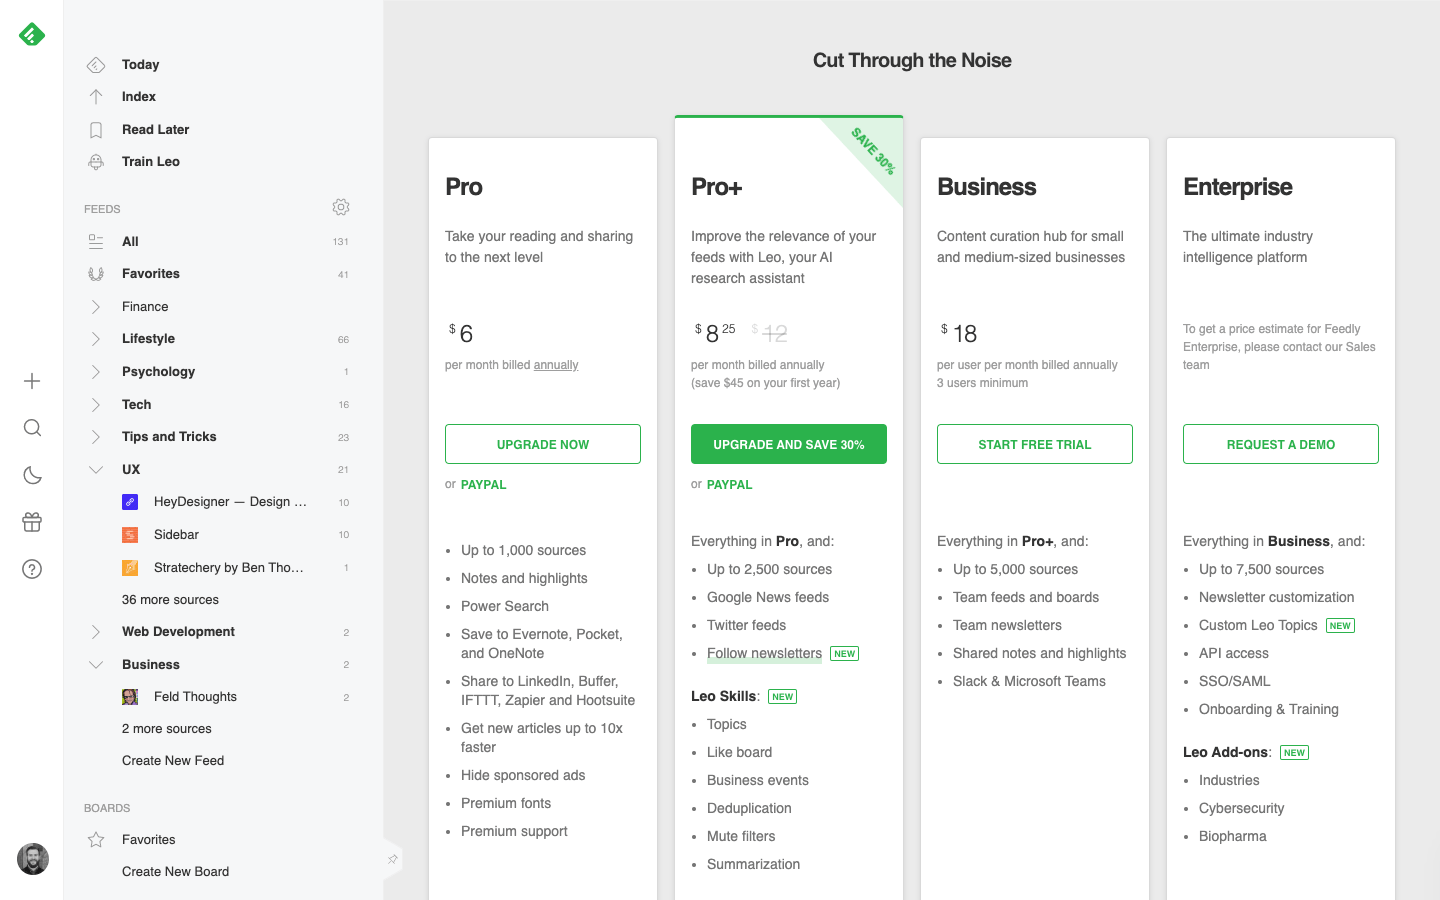 Today
Index
Read Later
Train Leo
FEEDS
All 131
Favorites 41
Finance
Lifestyle 66
Psychology 1
Tech 16
Tips and Tricks 23
UX 21
HeyDesigner — Design ... 10
Sidebar 10
Stratechery by Ben Tho... 1
36 more sources
Web Development 2
Business 2
Feld Thoughts 2
2 more sources
Create New Feed
BOARDS
Favorites
Create New Board
Cut Through the Noise
Pro
Take your reading and sharing
to the next level
$ 6
per month billed annually
UPGRADE NOW
or PAYPAL
• Up to 1,000 sources
• Notes and highlights
• Power Search
• Save to Evernote, Pocket,
and OneNote
• Share to LinkedIn, Buffer,
IFTTT, Zapier and Hootsuite
• Get new articles up to 10x
faster
• Hide sponsored ads
• Premium fonts
• Premium support
SAVE 30%
Pro+
Improve the relevance of your
feeds with Leo, your AI
research assistant
$ 8 25 $ 12
per month billed annually
(save $45 on your first year)
UPGRADE AND SAVE 30%
or PAYPAL
Everything in Pro, and:
• Up to 2,500 sources
• Google News feeds
• Twitter feeds
• Follow newsletters NEW
Leo Skills: NEW
• Topics
• Like board
• Business events
• Deduplication
• Mute filters
• Summarization
Business
Content curation hub for small
and medium-sized businesses
$ 18
per user per month billed annually
3 users minimum
START FREE TRIAL
Everything in Pro+, and:
• Up to 5,000 sources
• Team feeds and boards
• Team newsletters
• Shared notes and highlights
• Slack & Microsoft Teams
Enterprise
The ultimate industry
intelligence platform
To get a price estimate for Feedly
Enterprise, please contact our Sales
team
REQUEST A DEMO
Everything in Business, and:
• Up to 7,500 sources
• Newsletter customization
• Custom Leo Topics NEW
• API access
• SSO/SAML
• Onboarding & Training
Leo Add-ons: NEW
• Industries
• Cybersecurity
• Biopharma